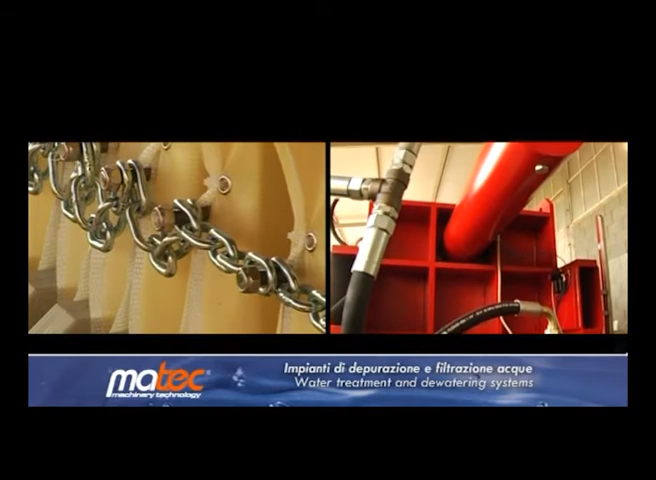 matec®
machinery technology
Impianti di depurazione e filtrazione acque
Water treatment and dewatering systems